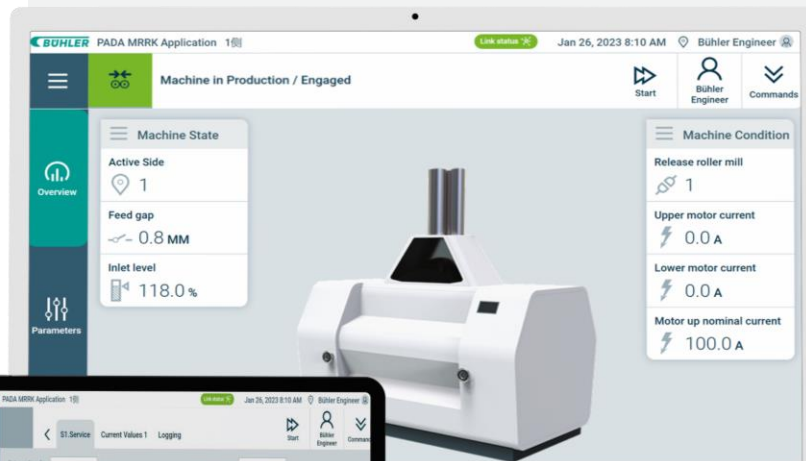 BÜHLER PADA MRRK Application 1侧
Link status
Jan 26, 2023 8:10 AM
Bühler Engineer
Machine in Production / Engaged
Start
Bühler Engineer
Commands
Overview
Parameters
Machine State
Active Side
1
Feed gap
0.8 MM
Inlet level
118.0 %
Machine Condition
Release roller mill
1
Upper motor current
0.0 A
Lower motor current
0.0 A
Motor up nominal current
100.0 A
PADA MRRK Application 1侧
Link status
Jan 26, 2023 8:10 AM
Bühler Engineer
S1.Service
Current Values 1
Logging
Start
Bühler
Engineer